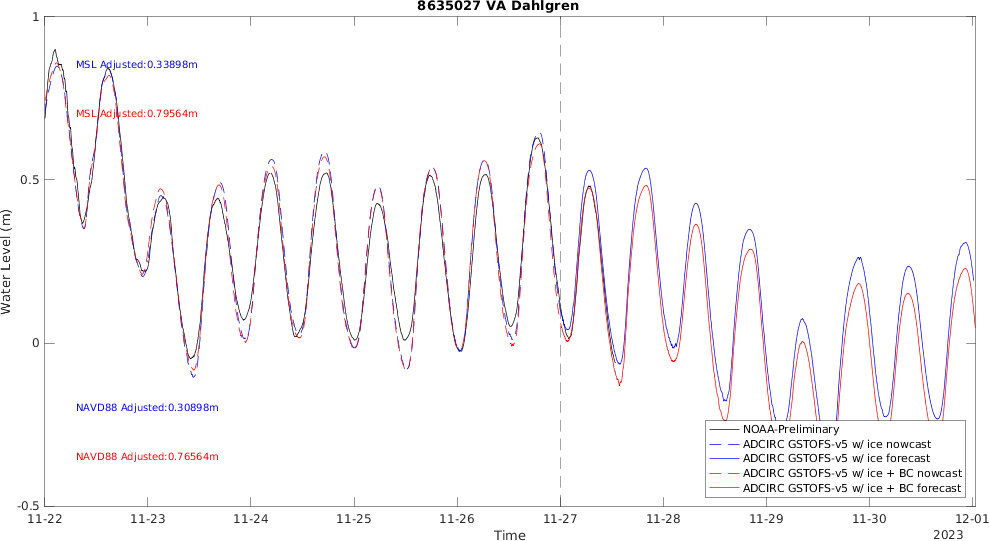 8635027 VA Dahlgren
1
MSL Adjusted:0.33898m
MSL Adjusted:0.79564m
0.5
Water Level (m)
0
NAVD88 Adjusted:0.30898m
NAVD88 Adjusted:0.76564m
NOAA-Preliminary
ADCIRC GSTOFS-v5 w/ ice nowcast
ADCIRC GSTOFS-v5 w/ ice forecast
ADCIRC GSTOFS-v5 w/ ice + BC nowcast
ADCIRC GSTOFS-v5 w/ ice + BC forecast
-0.5
11-22 11-23 11-24 11-25 11-26 11-27 11-28 11-29 11-30 12-01
Time 2023